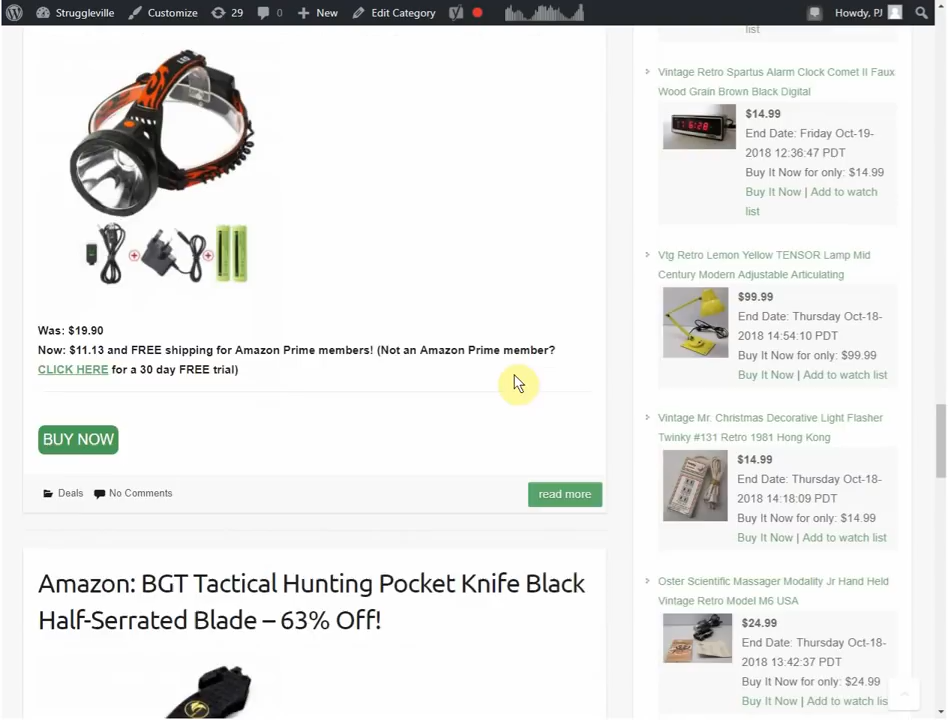 Struggleville Customize 29 0 New Edit Category Howdy, PJ
Was: $19.90
Now: $11.13 and FREE shipping for Amazon Prime members! (Not an Amazon Prime member?
CLICK HERE for a 30 day FREE trial)
BUY NOW
Deals No Comments read more
Amazon: BGT Tactical Hunting Pocket Knife Black
Half-Serrated Blade – 63% Off!
list
Vintage Retro Spartus Alarm Clock Comet II Faux
Wood Grain Brown Black Digital
$14.99
End Date: Friday Oct-19-
2018 12:36:47 PDT
Buy It Now for only: $14.99
Buy It Now | Add to watch
list
Vtg Retro Lemon Yellow TENSOR Lamp Mid
Century Modern Adjustable Articulating
$99.99
End Date: Thursday Oct-18-
2018 14:54:10 PDT
Buy It Now for only: $99.99
Buy It Now | Add to watch list
Vintage Mr. Christmas Decorative Light Flasher
Twinky #131 Retro 1981 Hong Kong
$14.99
End Date: Thursday Oct-18-
2018 14:18:09 PDT
Buy It Now for only: $14.99
Buy It Now | Add to watch list
Oster Scientific Massager Modality Jr Hand Held
Vintage Retro Model M6 USA
$24.99
End Date: Thursday Oct-18-
2018 13:42:37 PDT
Buy It Now for only: $24.99
Buy It Now | Add to watch list